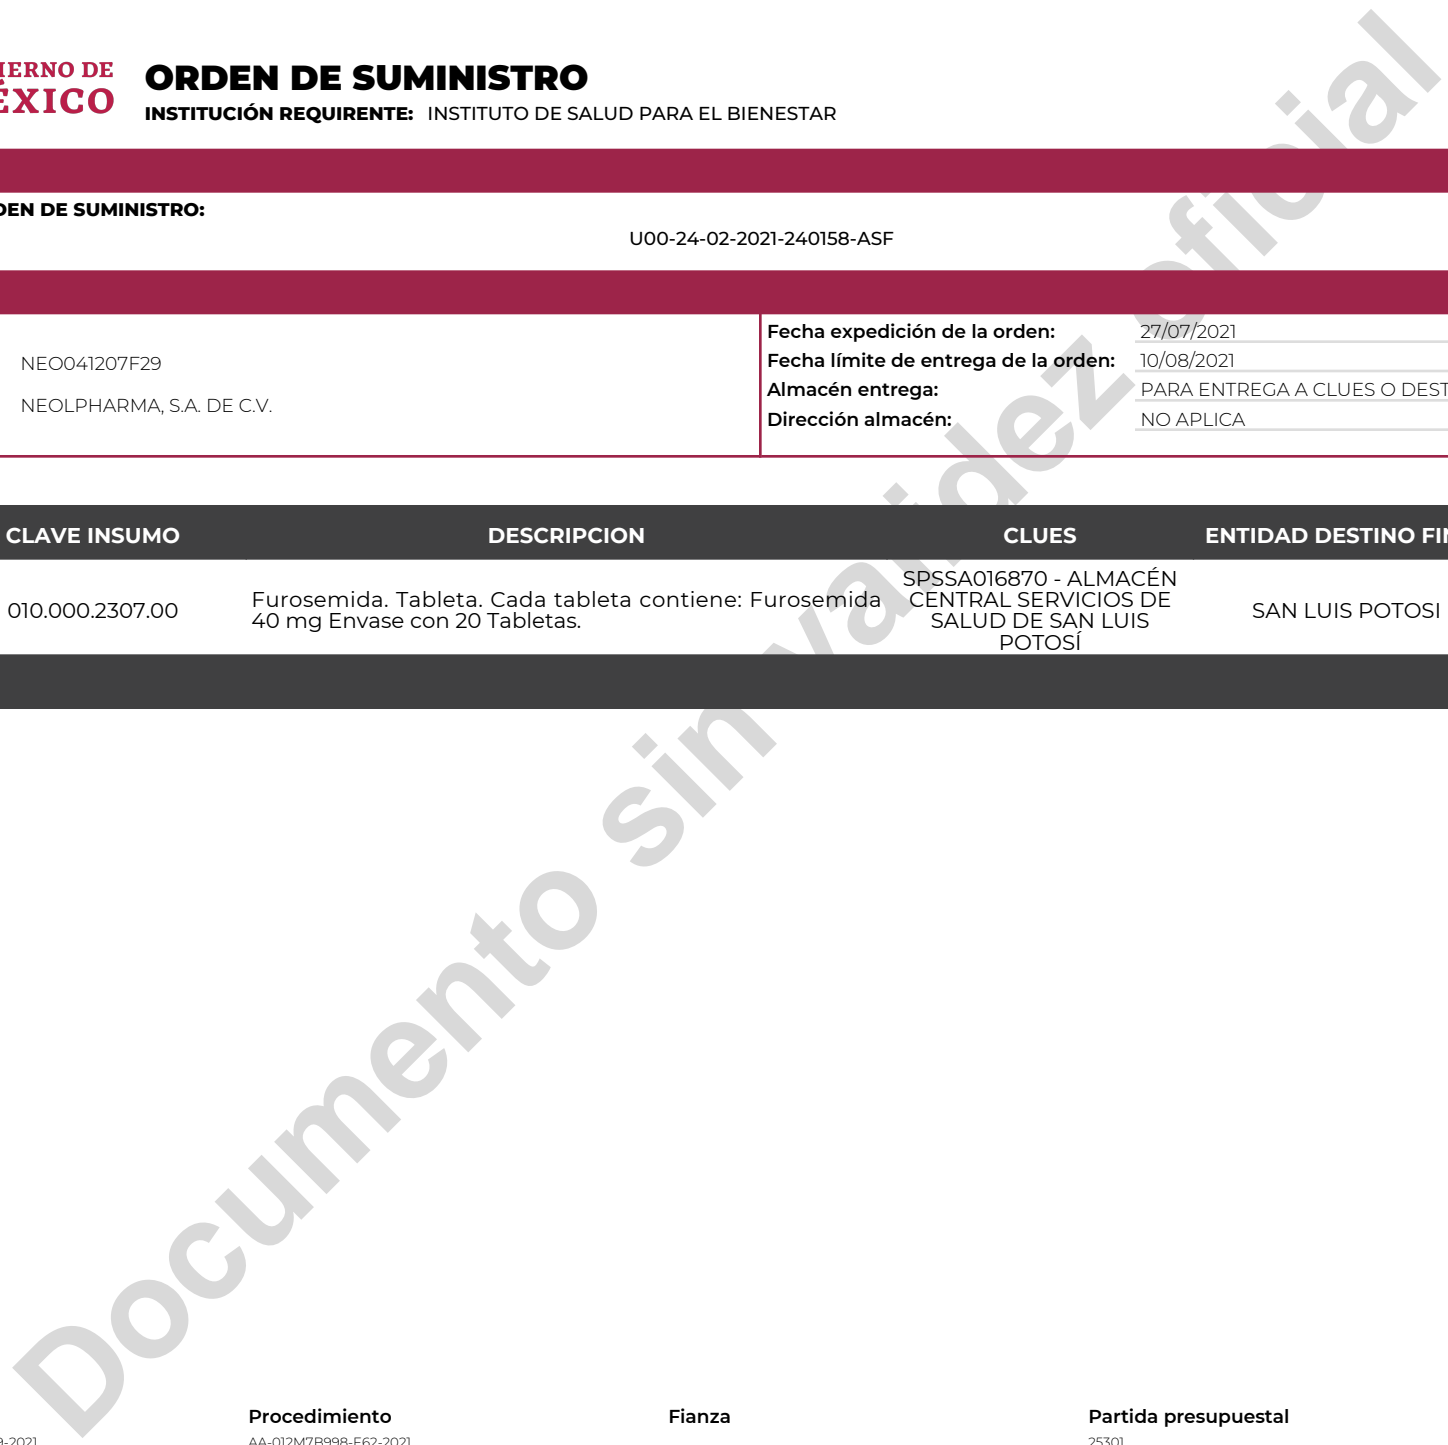 IERNO DE
ÉXICO
ORDEN DE SUMINISTRO
INSTITUCIÓN REQUIRENTE: INSTITUTO DE SALUD PARA EL BIENESTAR
DEN DE SUMINISTRO:
U00-24-02-2021-240158-ASF
NEO041207F29
NEOLPHARMA, S.A. DE C.V.
Fecha expedición de la orden: 27/07/2021
Fecha límite de entrega de la orden: 10/08/2021
Almacén entrega: PARA ENTREGA A CLUES O DEST
Dirección almacén: NO APLICA
CLAVE INSUMO DESCRIPCION CLUES ENTIDAD DESTINO FIN
010.000.2307.00
Furosemida. Tableta. Cada tableta contiene: Furosemida
40 mg Envase con 20 Tabletas.
SPSSA016870 - ALMACÉN
CENTRAL SERVICIOS DE
SALUD DE SAN LUIS
POTOSÍ
SAN LUIS POTOSI
Documento sin validez oficial
Procedimiento Fianza Partida presupuestal
9-2021 AA-012M7B998-E62-2021 25301